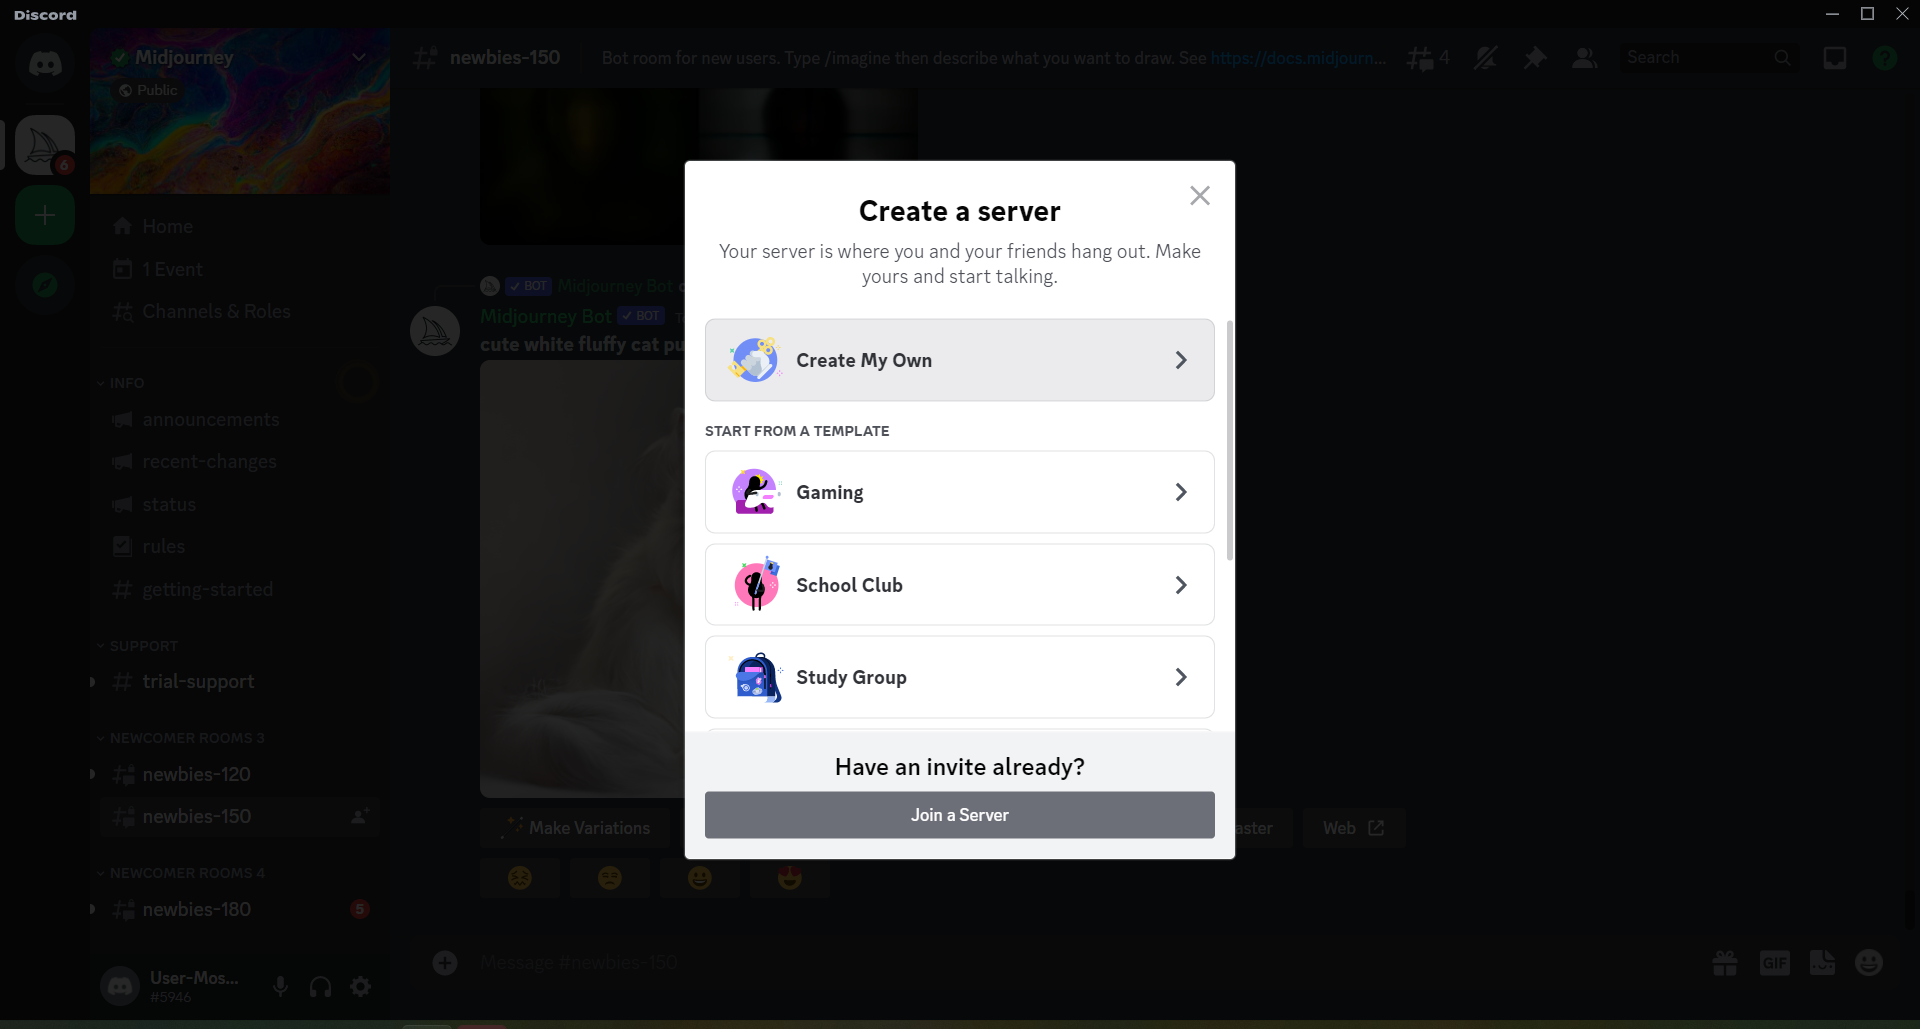 Discord
Midjourney
Public
6
Home
1 Event
Channels & Roles
INFO
announcements
recent-changes
status
rules
getting-started
SUPPORT
trial-support
NEWCOMER ROOMS 3
newbies-120
newbies-150
NEWCOMER ROOMS 4
newbies-180
5
User-Mos...
#5946
newbies-150
Bot room for new users. Type /imagine then describe what you want to draw. See https://docs.midjourn...
4
Search
?
BOT Midjourney Bot
Midjourney Bot BOT
cute white fluffy cat
Make Variations
Web
Message #newbies-150
GIF
Create a server
Your server is where you and your friends hang out. Make
yours and start talking.
Create My Own
START FROM A TEMPLATE
Gaming
School Club
Study Group
Have an invite already?
Join a Server